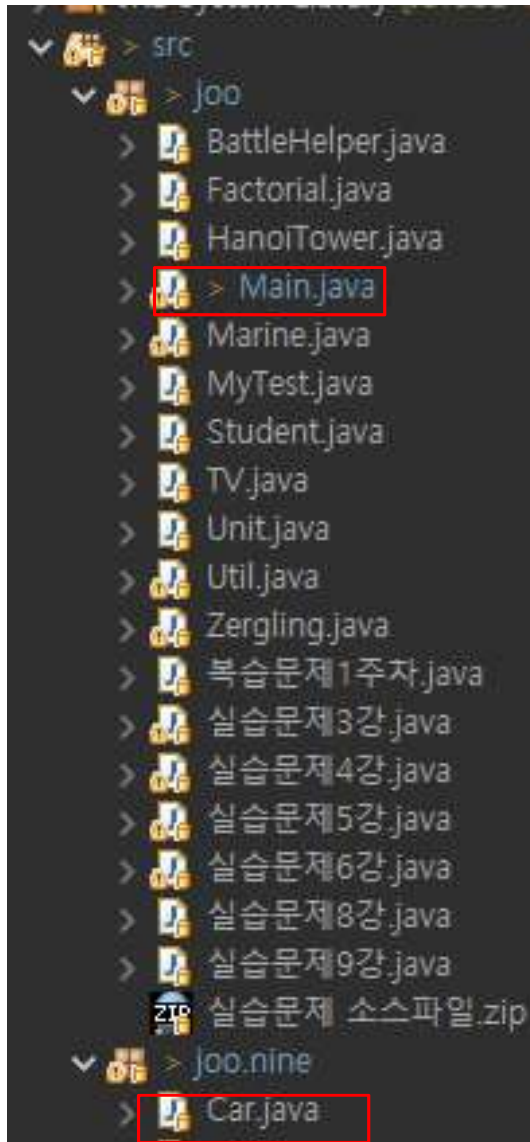 > src
> joo
BattleHelper.java
Factorial.java
HanoiTower.java
> Main.java
Marine.java
MyTest.java
Student.java
TV.java
Unit.java
Util.java
Zergling.java
복습문제1주차.java
실습문제3강.java
실습문제4강.java
실습문제5강.java
실습문제6강.java
실습문제8강.java
실습문제9강.java
ZIP 실습문제 소스파일.zip
> joo.nine
Car.java